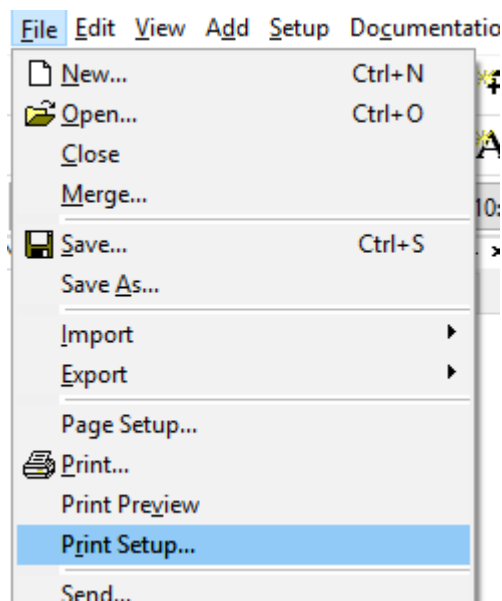 File Edit View Add Setup Documentatio
New... Ctrl+N
Open... Ctrl+O
Close
Merge...
10:
Save... Ctrl+S
Save As...
Import
Export
Page Setup...
Print...
Print Preview
Print Setup...
Send...